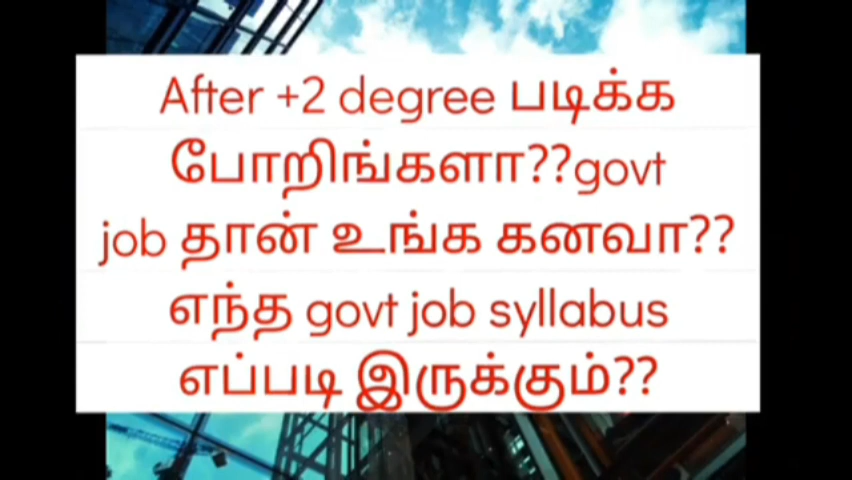 After +2 degree படிக்க
போறிங்களா??govt
job தான் உங்க கனவா??
எந்த govt job syllabus
எப்படி இருக்கும்??